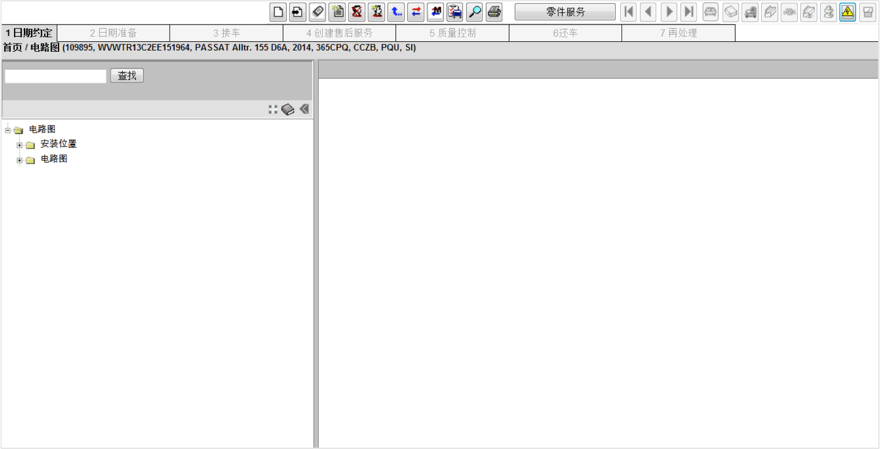 零件服务
1 日期约定 2 日期准备 3 接车 4 创建售后服务 5 质量控制 6还车 7 再处理
首页 / 电路图 (109895, WVWTR13C2EE151964, PASSAT Alltr. 155 D6A, 2014, 365CPQ, CCZB, PQU, SI)
查找
电路图
安装位置
电路图